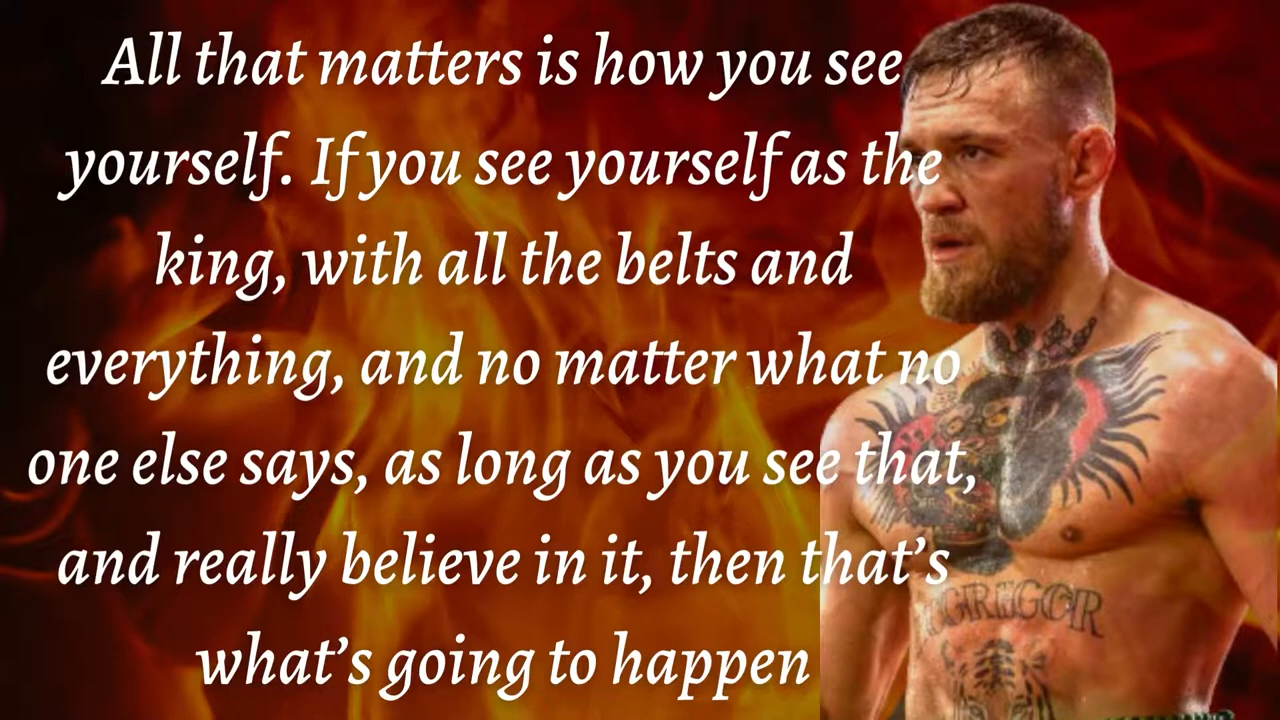 All that matters is how you see
yourself. If you see yourself as the
king, with all the belts and
everything, and no matter what no
one else says, as long as you see that,
and really believe in it, then that's
what's going to happen
McGREGOR